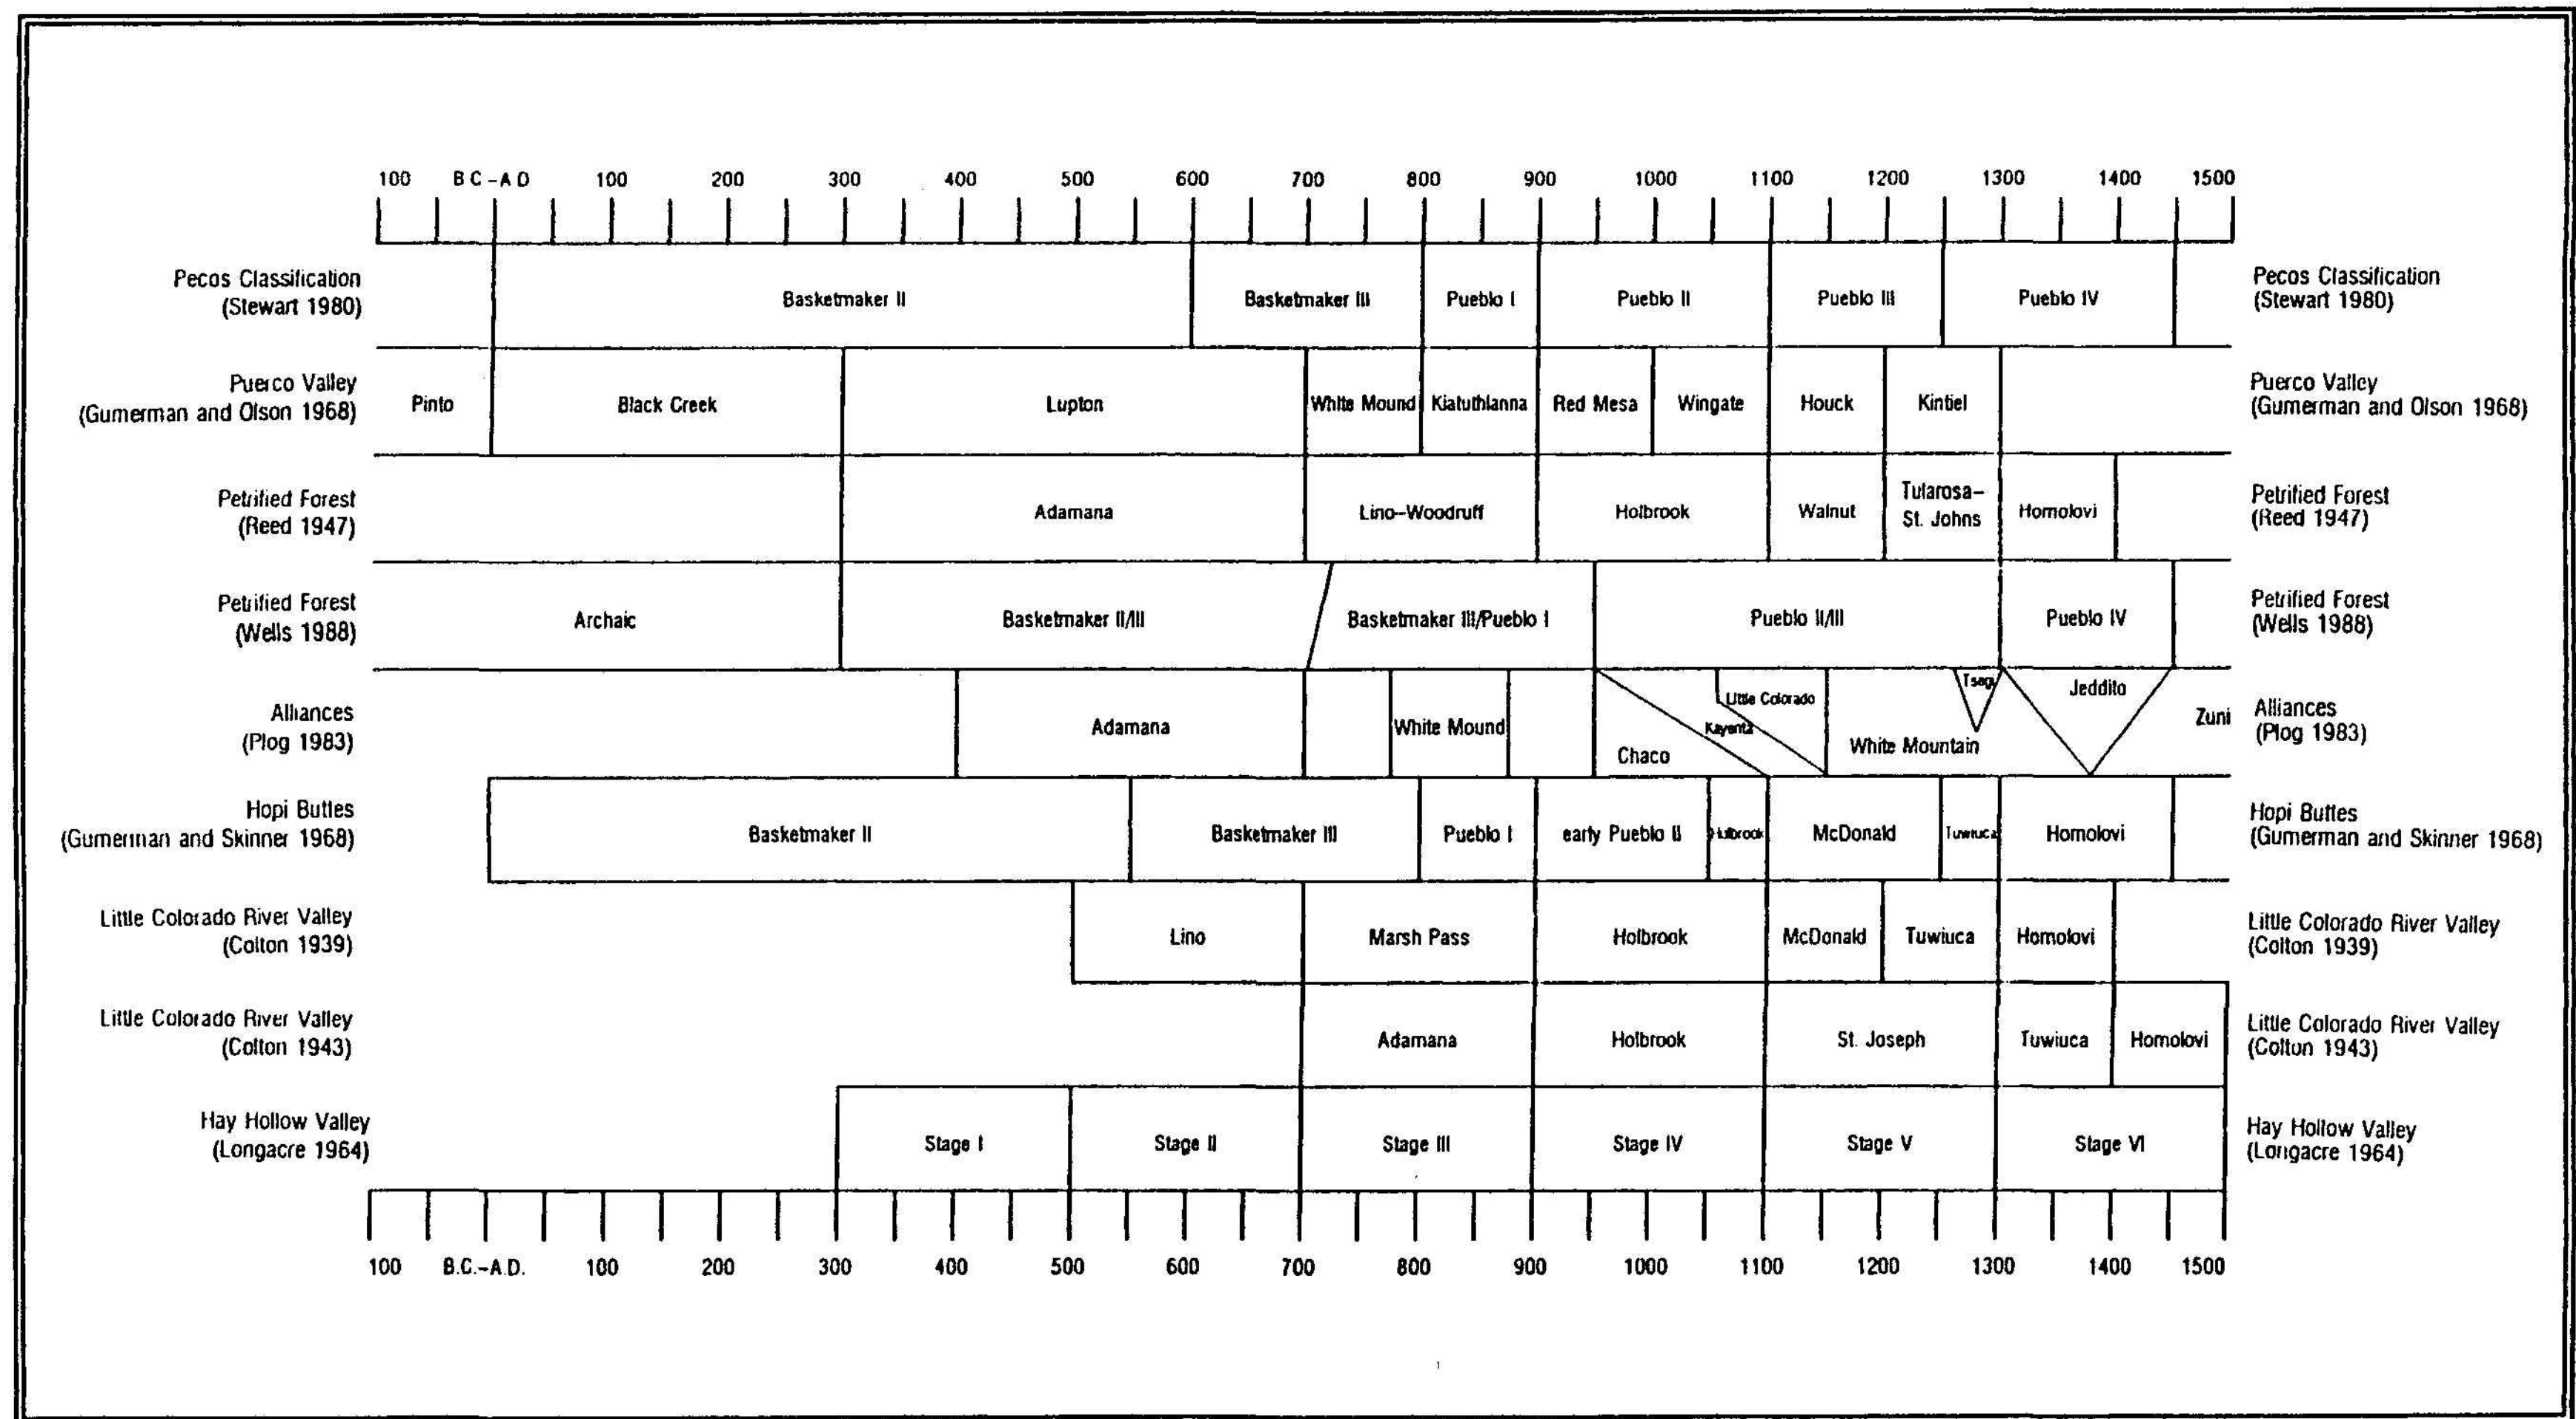 100 B C -A D 100 200 300 400 500 600 700 800 900 1000 1100 1200 1300 1400 1500
Pecos Classification
(Stewart 1980)
Basketmaker II Basketmaker III Pueblo I Pueblo II Pueblo III Pueblo IV
Pecos Classification
(Stewart 1980)
Puerco Valley
(Gumerman and Olson 1968)
Pinto Black Creek Lupton White Mound Kiatuthlanna Red Mesa Wingate Houck Kintiel
Puerco Valley
(Gumerman and Olson 1968)
Petrified Forest
(Reed 1947)
Adamana Lino--Woodruff Holbrook Walnut
Tularosa-
St. Johns
Homolovi
Petrified Forest
(Reed 1947)
Petrified Forest
(Wells 1988)
Archaic Basketmaker II/III Basketmaker III/Pueblo I Pueblo II/III Pueblo IV
Petrified Forest
(Wells 1988)
Alliances
(Plog 1983)
Adamana White Mound Chaco Kayenta Little Colorado White Mountain Tsegi Jeddito Zuni
Alliances
(Plog 1983)
Hopi Buttes
(Gumerman and Skinner 1968)
Basketmaker II Basketmaker III Pueblo I early Pueblo II Holbrook McDonald Tuwiuca Homolovi
Hopi Buttes
(Gumerman and Skinner 1968)
Little Colorado River Valley
(Colton 1939)
Lino Marsh Pass Holbrook McDonald Tuwiuca Homolovi
Little Colorado River Valley
(Colton 1939)
Little Colorado River Valley
(Colton 1943)
Adamana Holbrook St. Joseph Tuwiuca Homolovi
Little Colorado River Valley
(Colton 1943)
Hay Hollow Valley
(Longacre 1964)
Stage I Stage II Stage III Stage IV Stage V Stage VI
Hay Hollow Valley
(Longacre 1964)
100 B.C.-A.D. 100 200 300 400 500 600 700 800 900 1000 1100 1200 1300 1400 1500